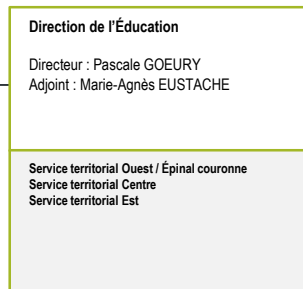 Direction de l'Éducation
Directeur : Pascale GOEURY
Adjoint : Marie-Agnès EUSTACHE
Service territorial Ouest / Épinal couronne
Service territorial Centre
Service territorial Est